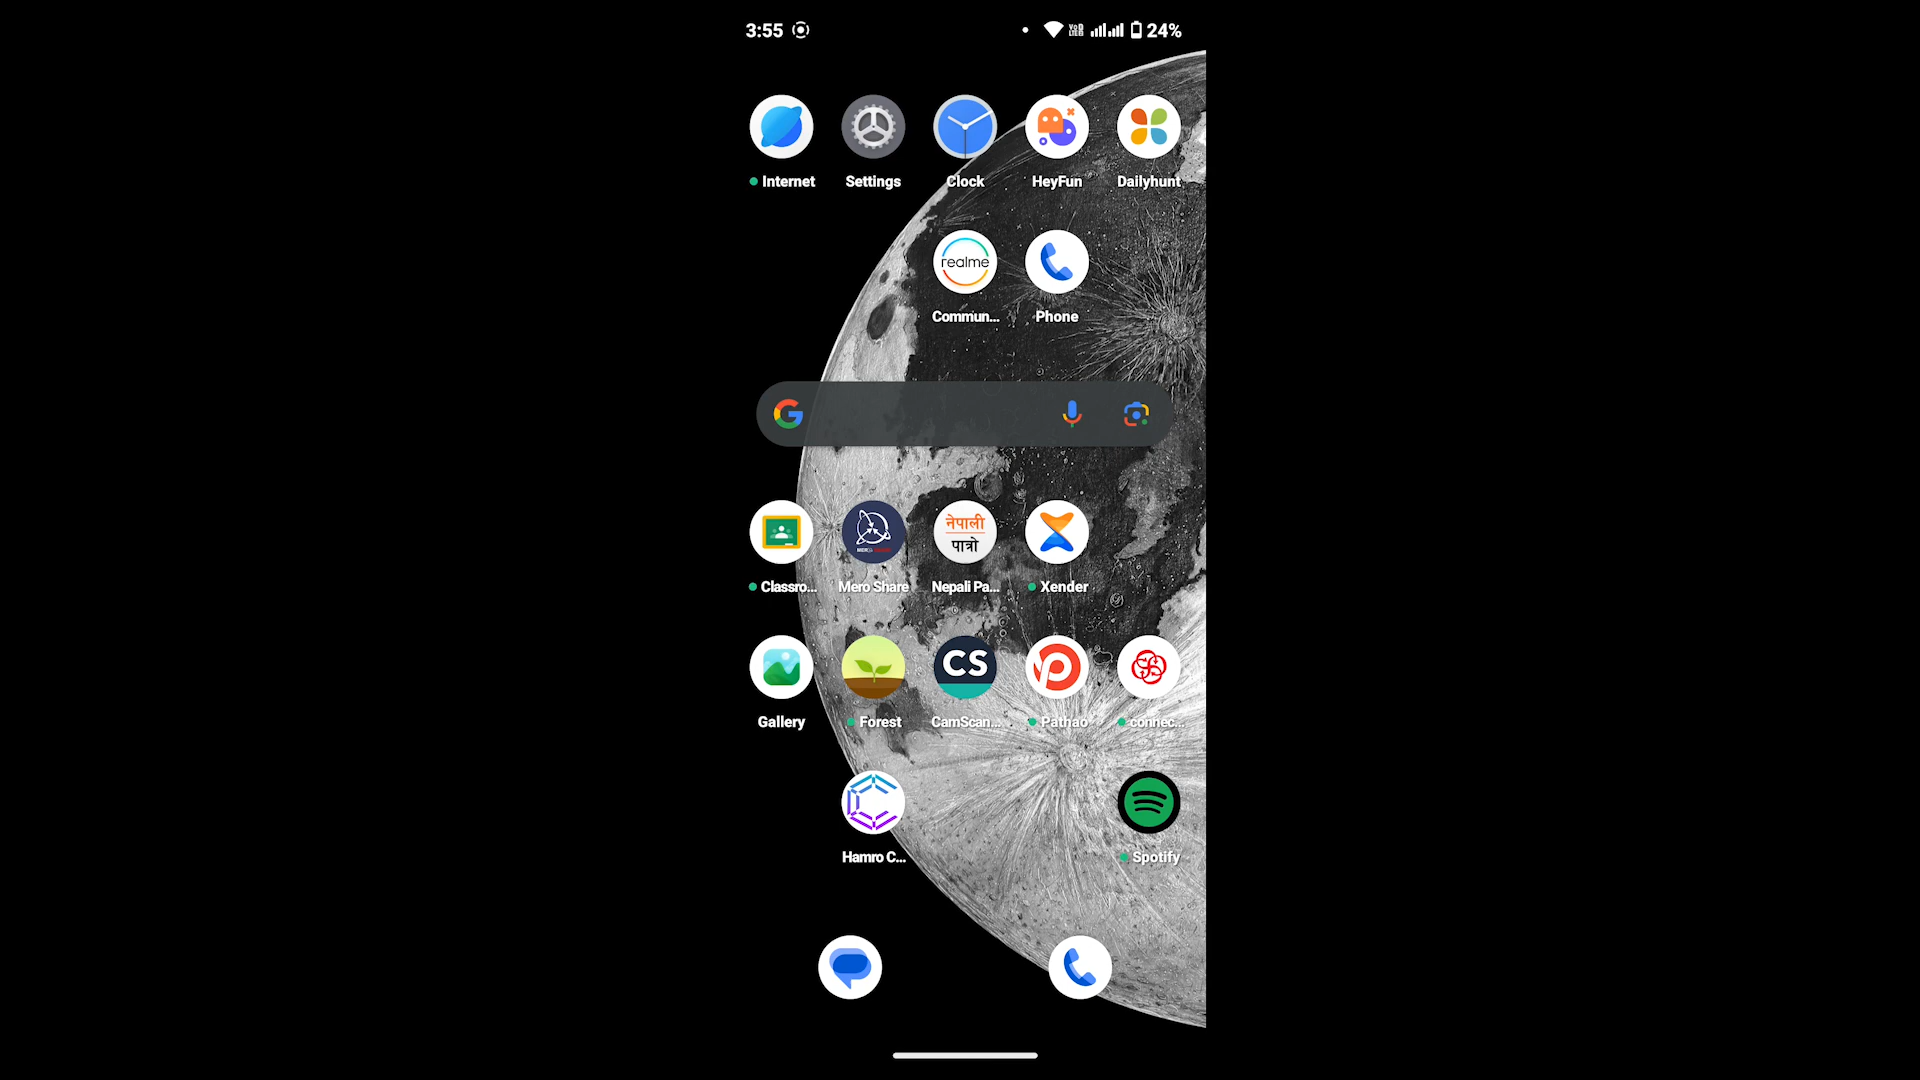 3:55 24%
Internet Settings Clock HeyFun Dailyhunt
realme
Commun... Phone
नेपाली
पात्रो
Classro... Mero Share Nepali Pa... Xender
CS
Gallery Forest CamScan... Pathao connec...
Hamro C... Spotify